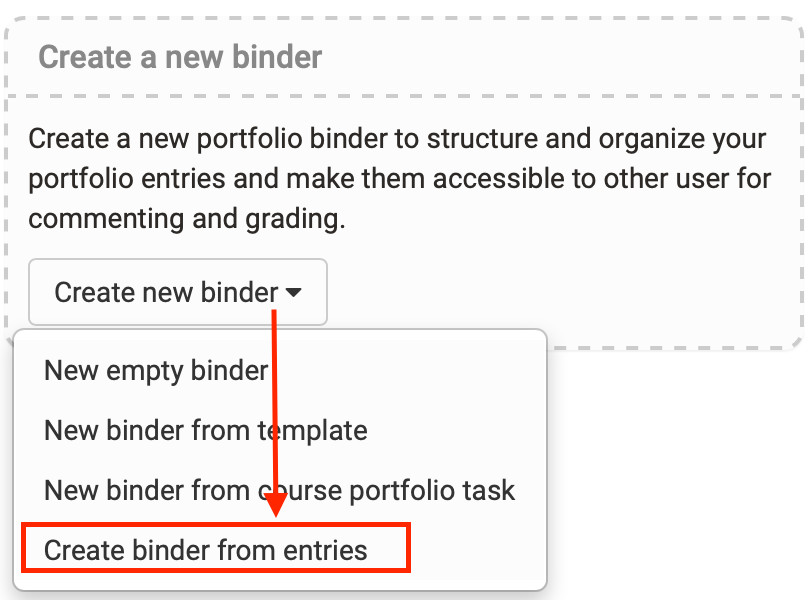 Create a new binder
Create a new portfolio binder to structure and organize your
portfolio entries and make them accessible to other user for
commenting and grading.
Create new binder
New empty binder
New binder from template
New binder from course portfolio task
Create binder from entries